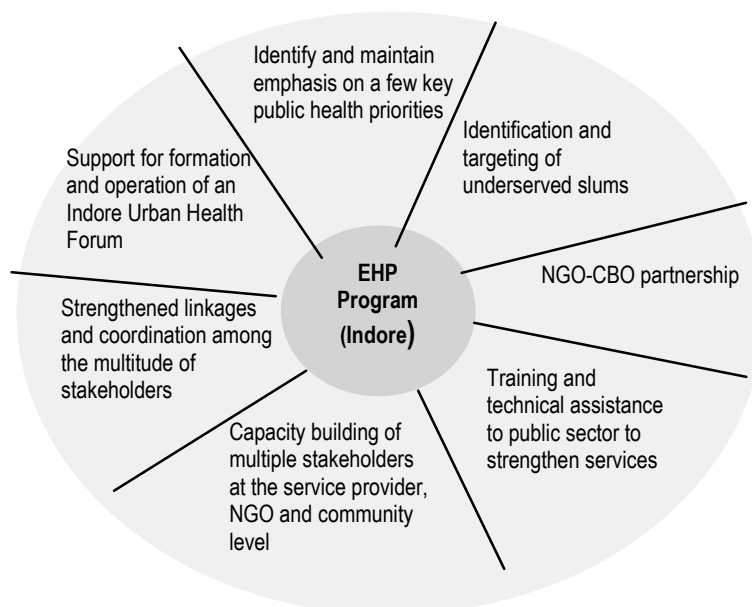 Identify and maintain
emphasis on a few key
public health priorities
Identification and
targeting of
underserved slums
NGO-CBO partnership
Training and
technical assistance
to public sector to
strengthen services
Capacity building of
multiple stakeholders
at the service provider,
NGO and community
level
Strengthened linkages
and coordination among
the multitude of
stakeholders
Support for formation
and operation of an
Indore Urban Health
Forum
EHP
Program
(Indore)